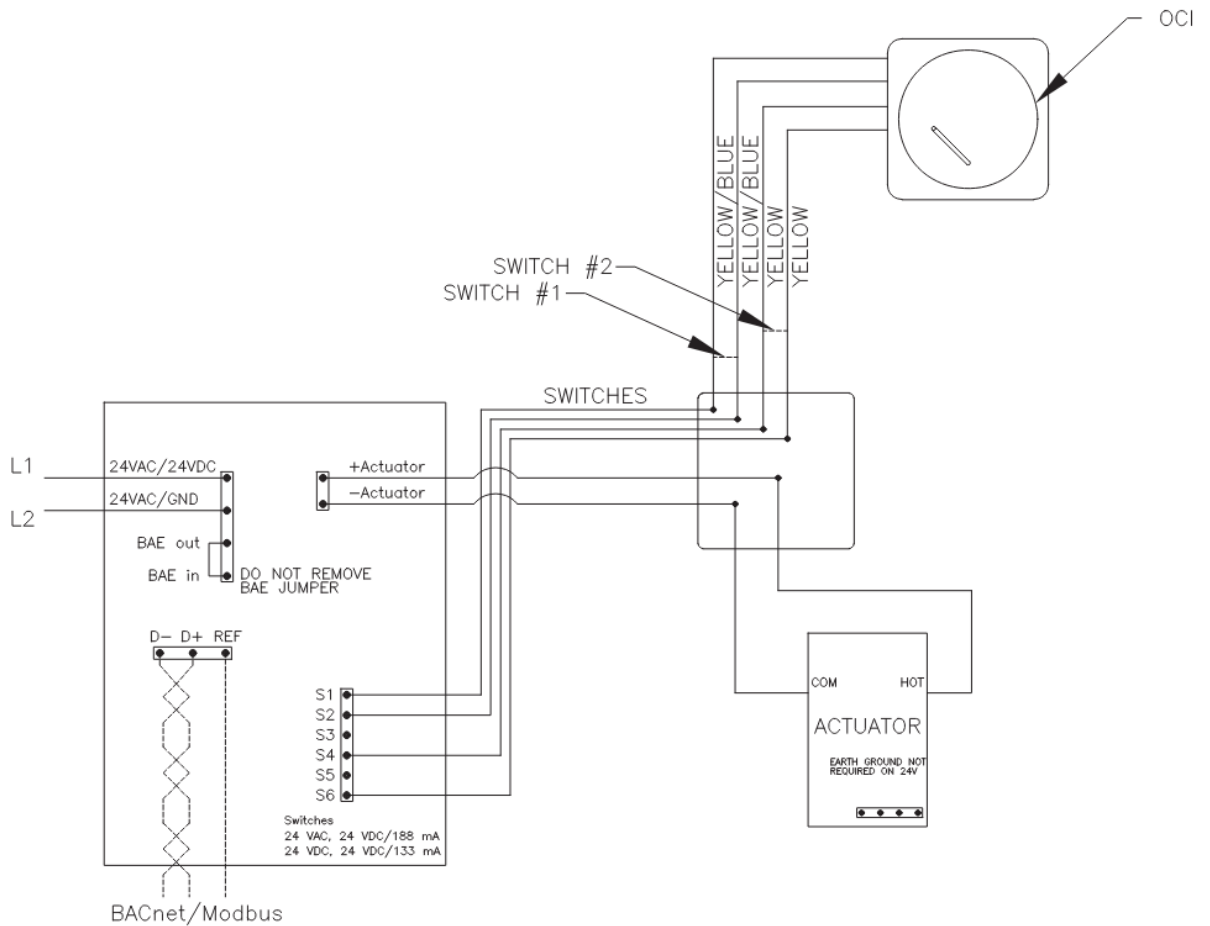 OCI
YELLOW/BLUE
YELLOW/BLUE
YELLOW
YELLOW
SWITCH #2
SWITCH #1
SWITCHES
L1
24VAC/24VDC
+Actuator
L2
24VAC/GND
-Actuator
BAE out
BAE in
DO NOT REMOVE
BAE JUMPER
D- D+ REF
S1
S2
S3
S4
S5
S6
COM
HOT
ACTUATOR
EARTH GROUND NOT
REQUIRED ON 24V
Switches
24 VAC, 24 VDC/188 mA
24 VDC, 24 VDC/133 mA
BACnet/Modbus